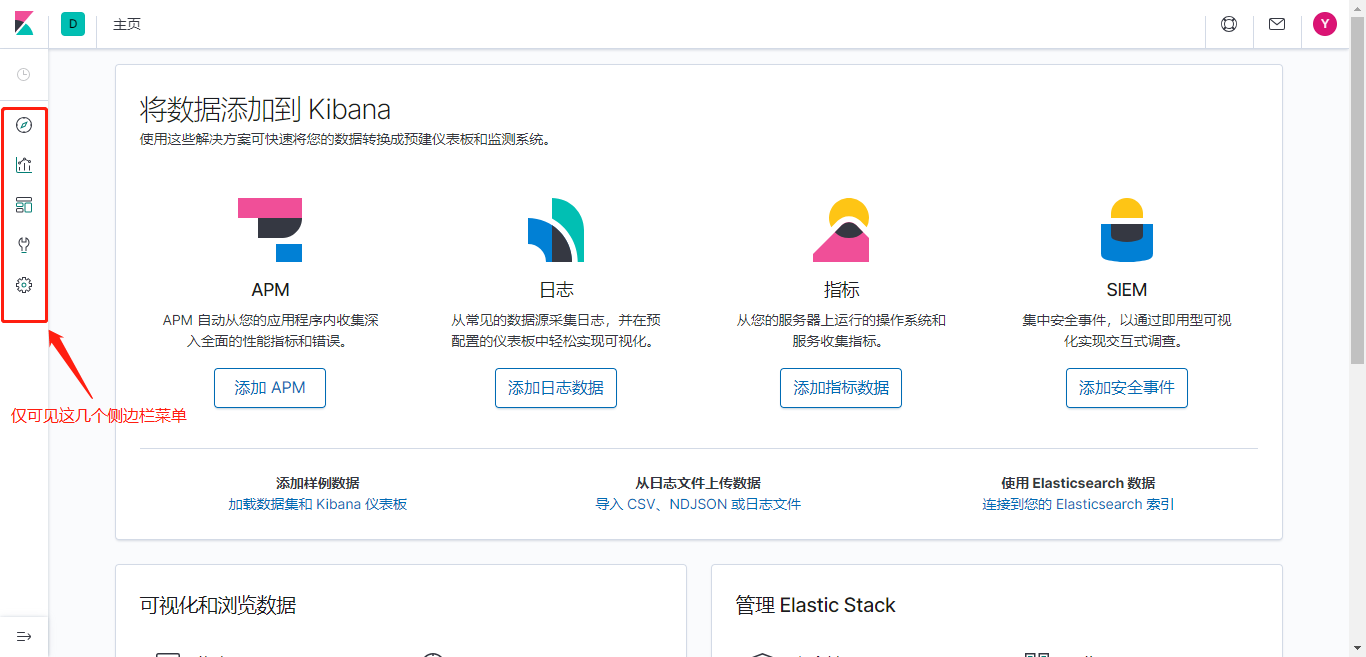 D
主页
Y
将数据添加到 Kibana
使用这些解决方案可快速将您的数据转换成预建仪表板和监测系统。
APM
APM 自动从您的应用程序内收集深
入全面的性能指标和错误。
添加 APM
日志
从常见的数据源采集日志，并在预
配置的仪表板中轻松实现可视化。
添加日志数据
指标
从您的服务器上运行的操作系统和
服务收集指标。
添加指标数据
SIEM
集中安全事件，以通过即用型可视
化实现交互式调查。
添加安全事件
仅可见这几个侧边栏菜单
添加样例数据
加载数据集和 Kibana 仪表板
从日志文件上传数据
导入 CSV、NDJSON 或日志文件
使用 Elasticsearch 数据
连接到您的 Elasticsearch 索引
可视化和浏览数据
管理 Elastic Stack